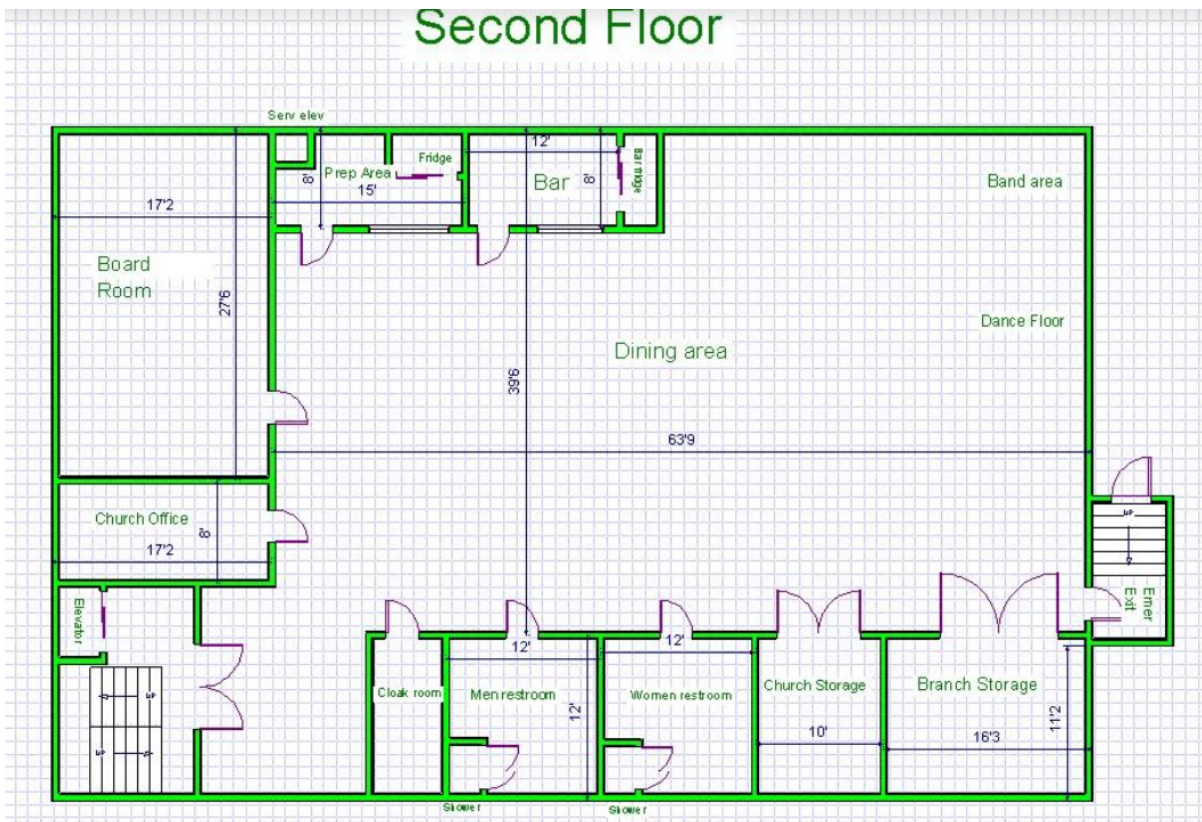 Second Floor
Serv elev
12'
Fridge
Prep Area
8'
15'
Bar
8'
Bar fridge
Band area
17'2
Board
Room
27'6
Dance Floor
Dining area
39'6
63'9
Church Office
8'
17'2
UP
Emer
Exit
Elevator
12'
12'
Cloak room
Men restroom
Women restroom
Church Storage
Branch Storage
UP
12'
11'2
10'
16'3
UP
Shower
Shower